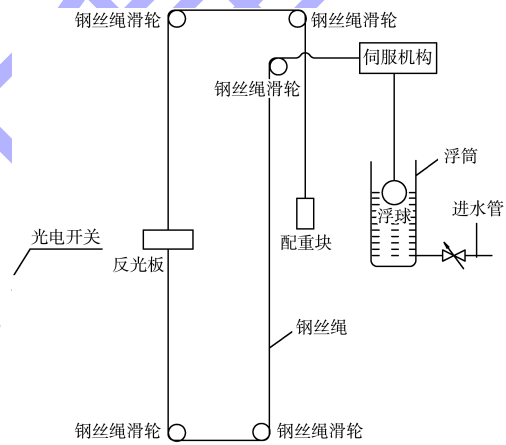 钢丝绳滑轮
钢丝绳滑轮
伺服机构
钢丝绳滑轮
浮筒
浮球
进水管
光电开关
配重块
反光板
钢丝绳
钢丝绳滑轮
钢丝绳滑轮